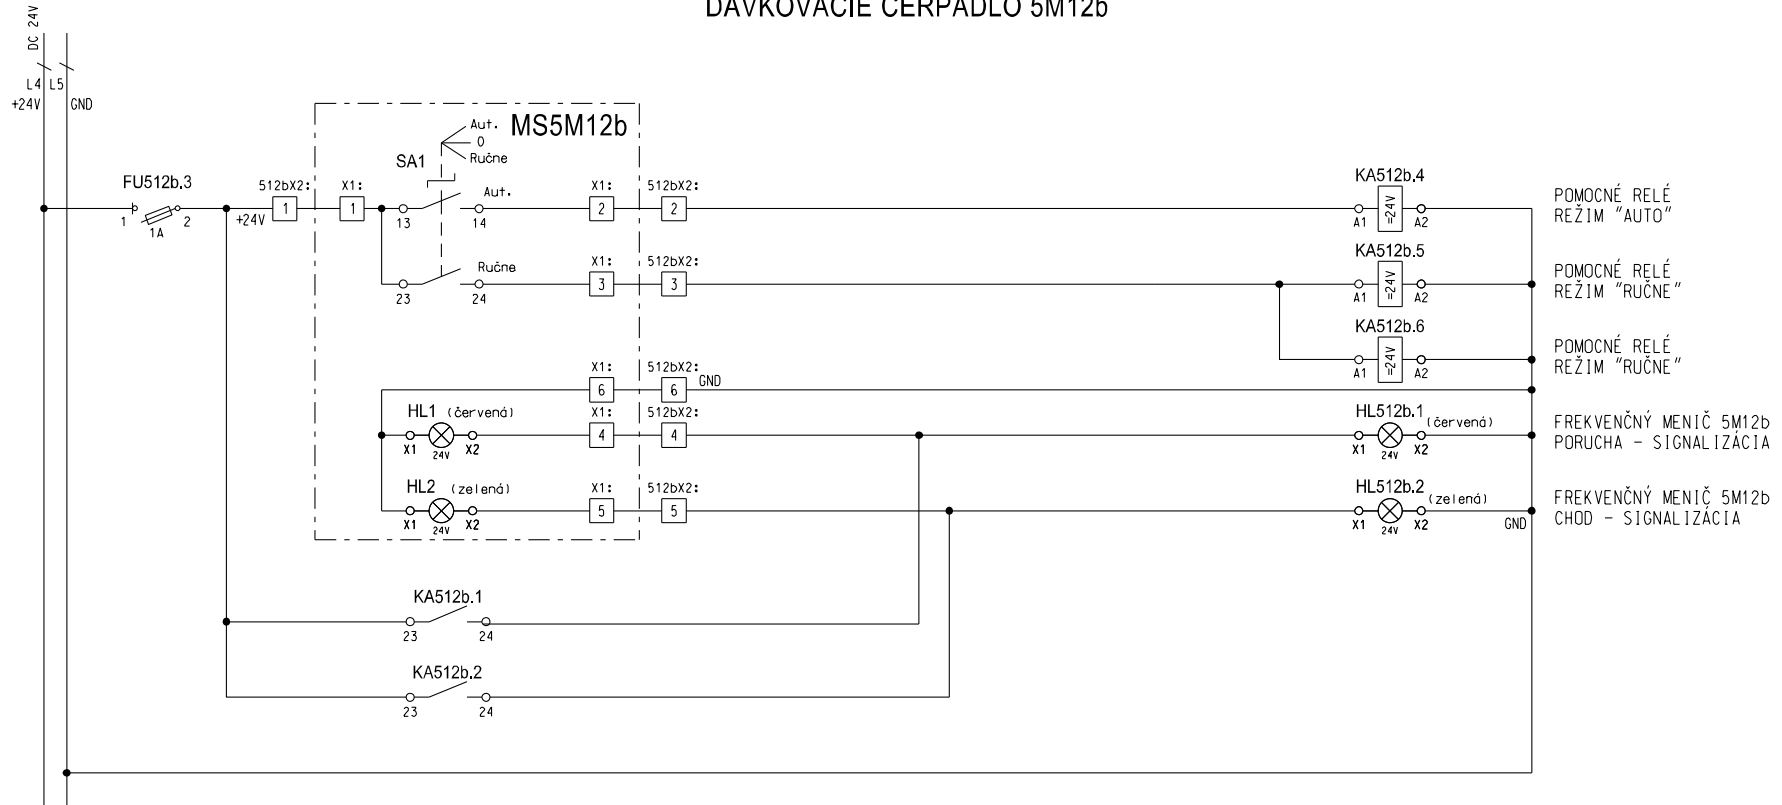 DÁVKOVACIE ČERPADLO 5M12b
DC 24V
L4 L5
+24V GND
MS5M12b
Aut.
0
Ručne
SA1
FU512b.3
1 2
1A
+24V
512bX2: X1:
1 1
Aut.
13 14
X1: 512bX2:
2 2
KA512b.4
=24V
A1 A2
POMOCNÉ RELÉ
REŽIM "AUTO"
Ručne
23 24
X1: 512bX2:
3 3
KA512b.5
=24V
A1 A2
POMOCNÉ RELÉ
REŽIM "RUČNE"
KA512b.6
=24V
A1 A2
POMOCNÉ RELÉ
REŽIM "RUČNE"
X1: 512bX2:
6 6 GND
HL1 (červená)
X1 24V X2
X1: 512bX2:
4 4
HL512b.1 (červená)
X1 24V X2
FREKVENČNÝ MENIČ 5M12b
PORUCHA - SIGNALIZÁCIA
HL2 (zelená)
X1 24V X2
X1: 512bX2:
5 5
HL512b.2 (zelená)
X1 24V X2
GND
FREKVENČNÝ MENIČ 5M12b
CHOD - SIGNALIZÁCIA
KA512b.1
23 24
KA512b.2
23 24